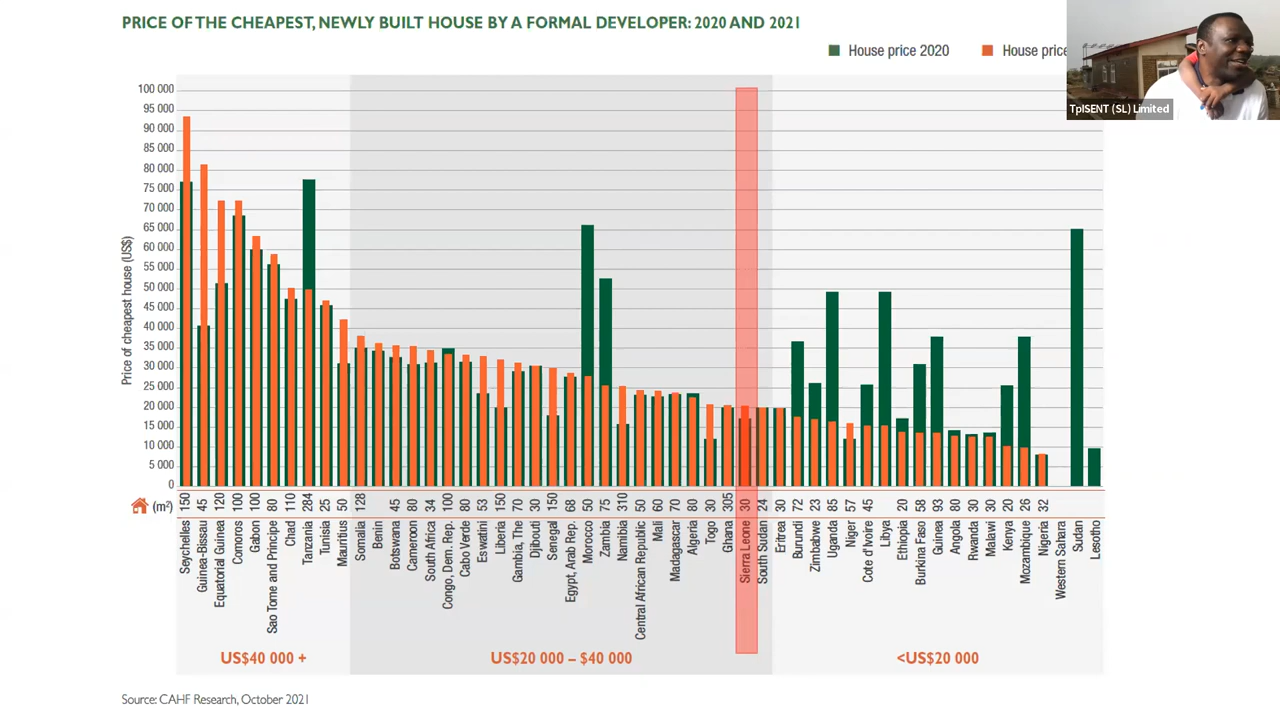 PRICE OF THE CHEAPEST, NEWLY BUILT HOUSE BY A FORMAL DEVELOPER: 2020 AND 2021
House price 2020
House price
TpISENT (SL) Limited
Price of cheapest house (US$)
100 000
95 000
90 000
85 000
80 000
75 000
70 000
65 000
60 000
55 000
50 000
45 000
40 000
35 000
30 000
25 000
20 000
15 000
10 000
5 000
0
(m²)
150 45 120 100 100 80 110 284 25 50 128 45 80 34 100 80 53 150 70 30 150 68 50 75 310 50 60 70 80 30 305 30 24 30 72 23 85 57 45 20 58 93 80 30 30 20 26 32
Seychelles
Guinea-Bissau
Equatorial Guinea
Comoros
Gabon
Sao Tome and Principe
Chad
Tanzania
Tunisia
Mauritius
Somalia
Benin
Botswana
Cameroon
South Africa
Congo, Dem. Rep.
Cabo Verde
Eswatini
Liberia
Gambia, The
Djibouti
Senegal
Egypt, Arab Rep.
Morocco
Zambia
Namibia
Central African Republic
Mali
Madagascar
Algeria
Togo
Ghana
Sierra Leone
South Sudan
Eritrea
Burundi
Zimbabwe
Uganda
Niger
Cote d'Ivoire
Libya
Ethiopia
Burkina Faso
Guinea
Angola
Rwanda
Malawi
Kenya
Mozambique
Nigeria
Western Sahara
Sudan
Lesotho
US$40 000 +
US$20 000 – $40 000
<US$20 000
Source: CAHF Research, October 2021